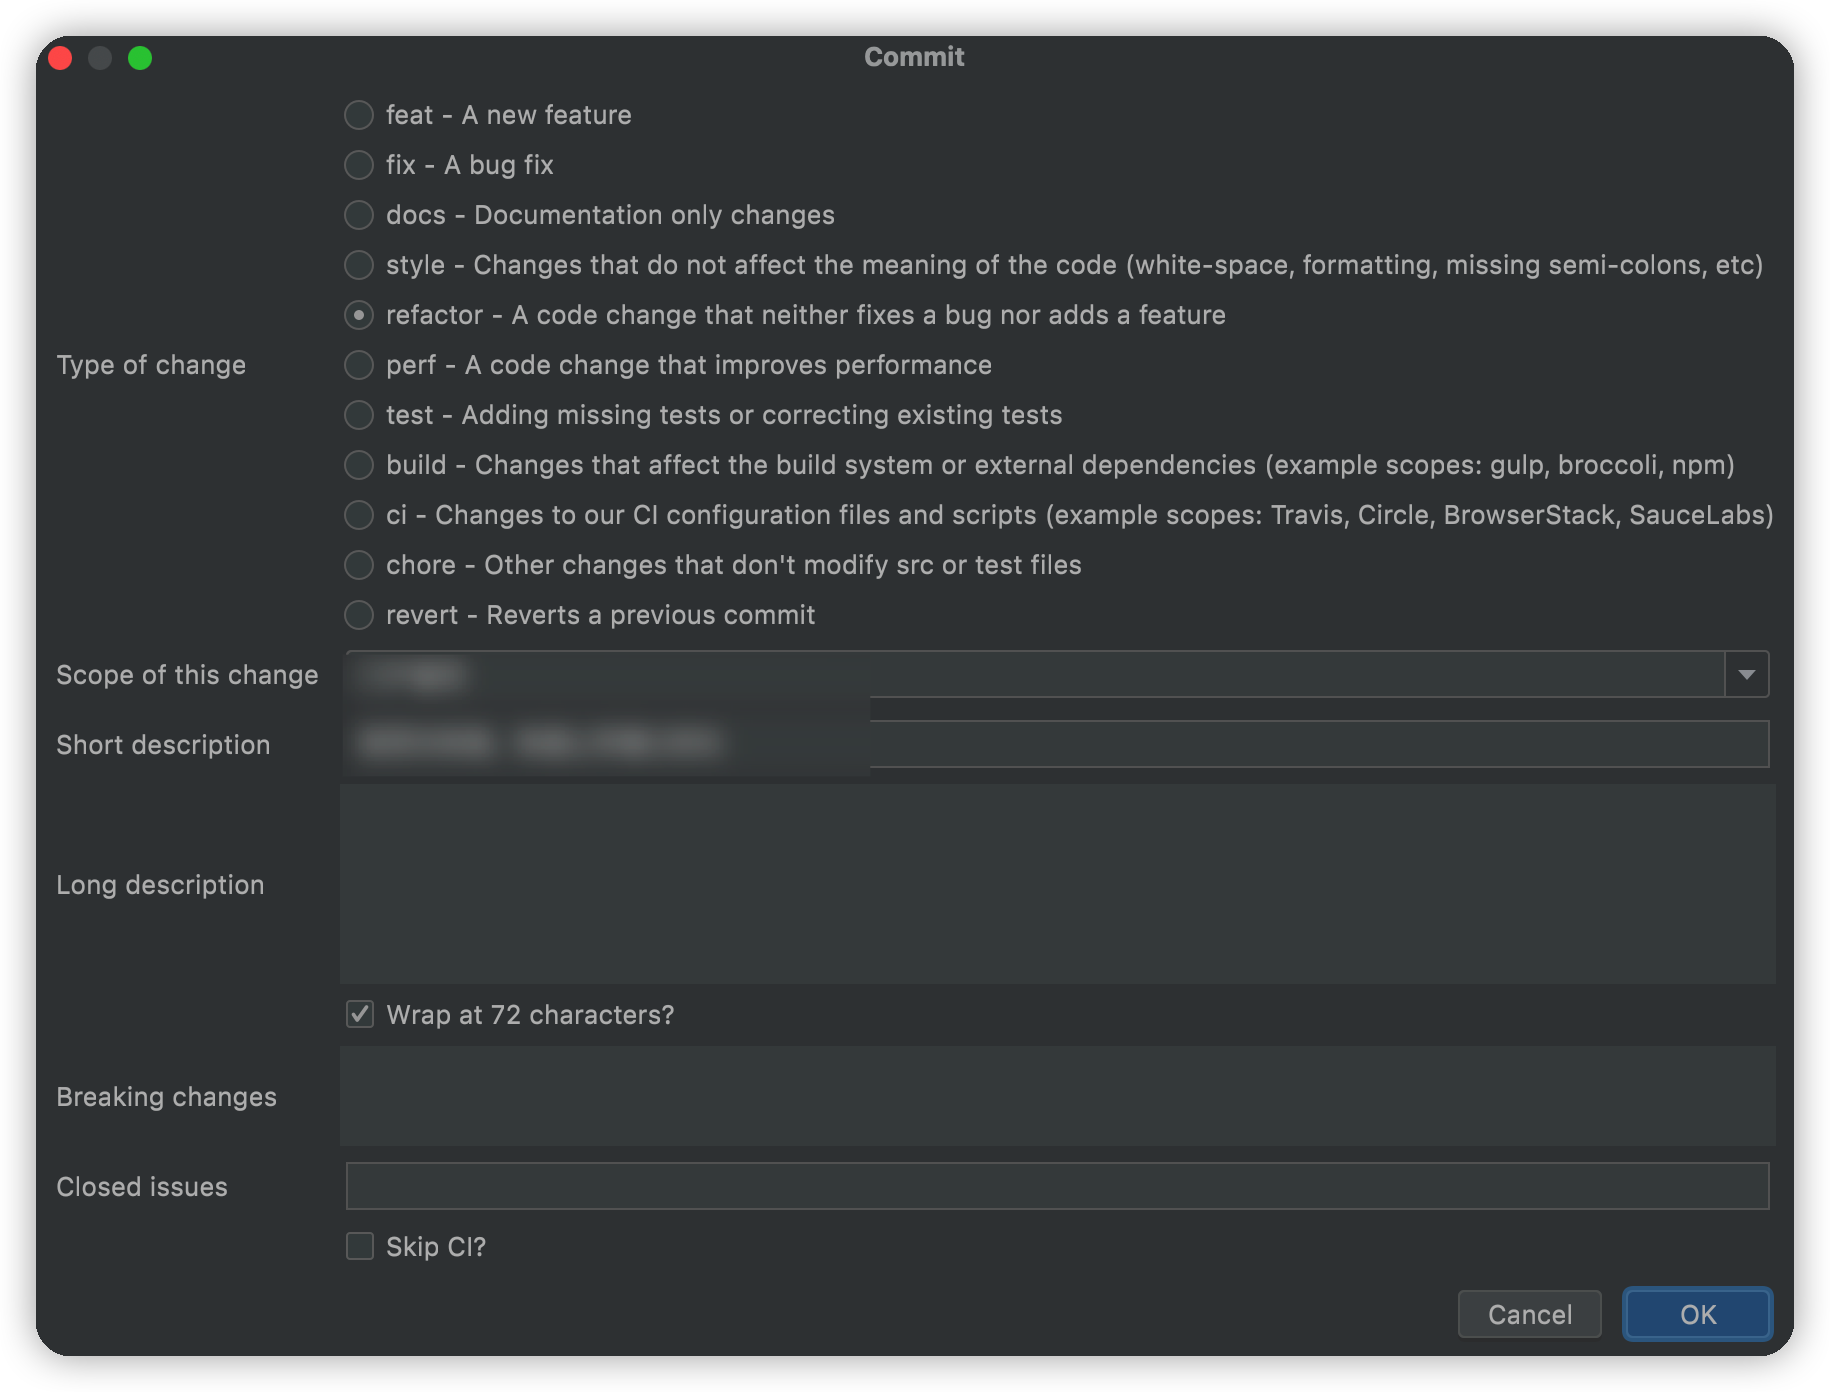 Commit
feat - A new feature
fix - A bug fix
docs - Documentation only changes
style - Changes that do not affect the meaning of the code (white-space, formatting, missing semi-colons, etc)
refactor - A code change that neither fixes a bug nor adds a feature
Type of change
perf - A code change that improves performance
test - Adding missing tests or correcting existing tests
build - Changes that affect the build system or external dependencies (example scopes: gulp, broccoli, npm)
ci - Changes to our CI configuration files and scripts (example scopes: Travis, Circle, BrowserStack, SauceLabs)
chore - Other changes that don't modify src or test files
revert - Reverts a previous commit
Scope of this change
Short description
Long description
Wrap at 72 characters?
Breaking changes
Closed issues
Skip CI?
Cancel
OK